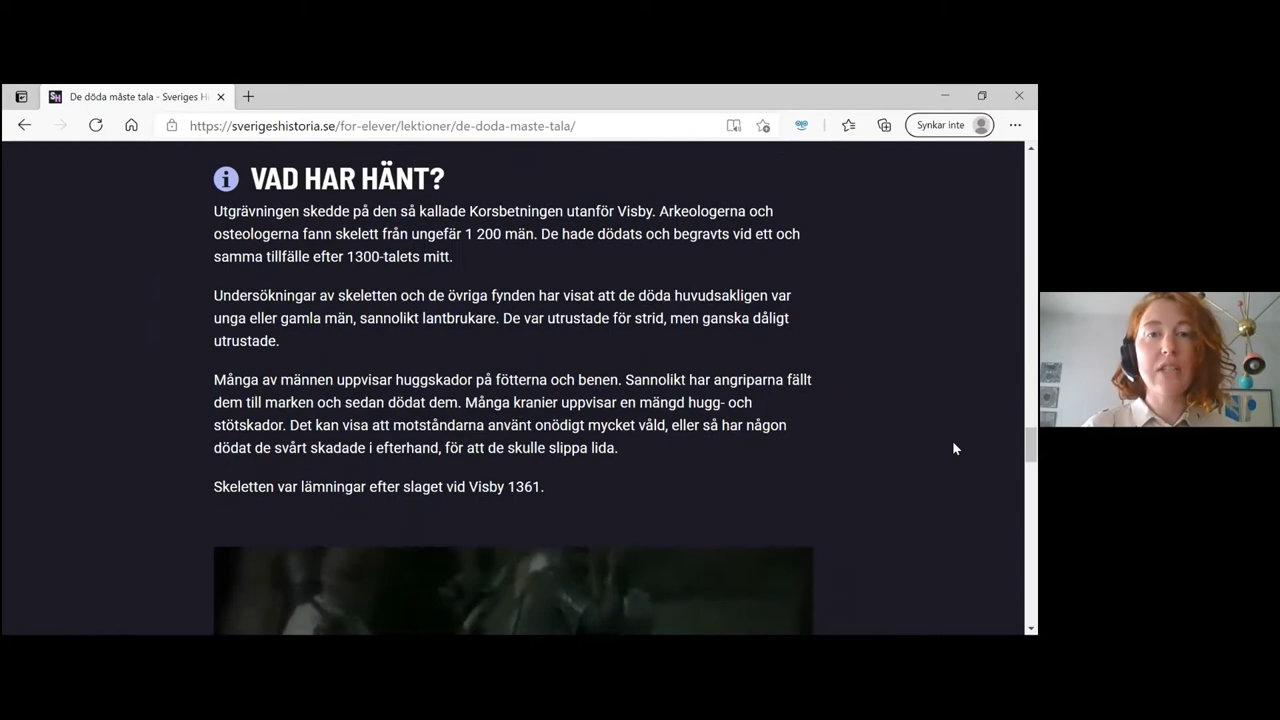 De döda måste tala - Sveriges Hi
https://sverigeshistoria.se/for-elever/lektioner/de-doda-maste-tala/
Synkar inte
VAD HAR HÄNT?
Utgrävningen skedde på den så kallade Korsbetningen utanför Visby. Arkeologerna och
osteologerna fann skelett från ungefär 1 200 män. De hade dödats och begravts vid ett och
samma tillfälle efter 1300-talets mitt.
Undersökningar av skeletten och de övriga fynden har visat att de döda huvudsakligen var
unga eller gamla män, sannolikt lantbrukare. De var utrustade för strid, men ganska dåligt
utrustade.
Många av männen uppvisar huggskador på fötterna och benen. Sannolikt har angriparna fällt
dem till marken och sedan dödat dem. Många kranier uppvisar en mängd hugg- och
stötskador. Det kan visa att motståndarna använt onödigt mycket våld, eller så har någon
dödat de svårt skadade i efterhand, för att de skulle slippa lida.
Skeletten var lämningar efter slaget vid Visby 1361.